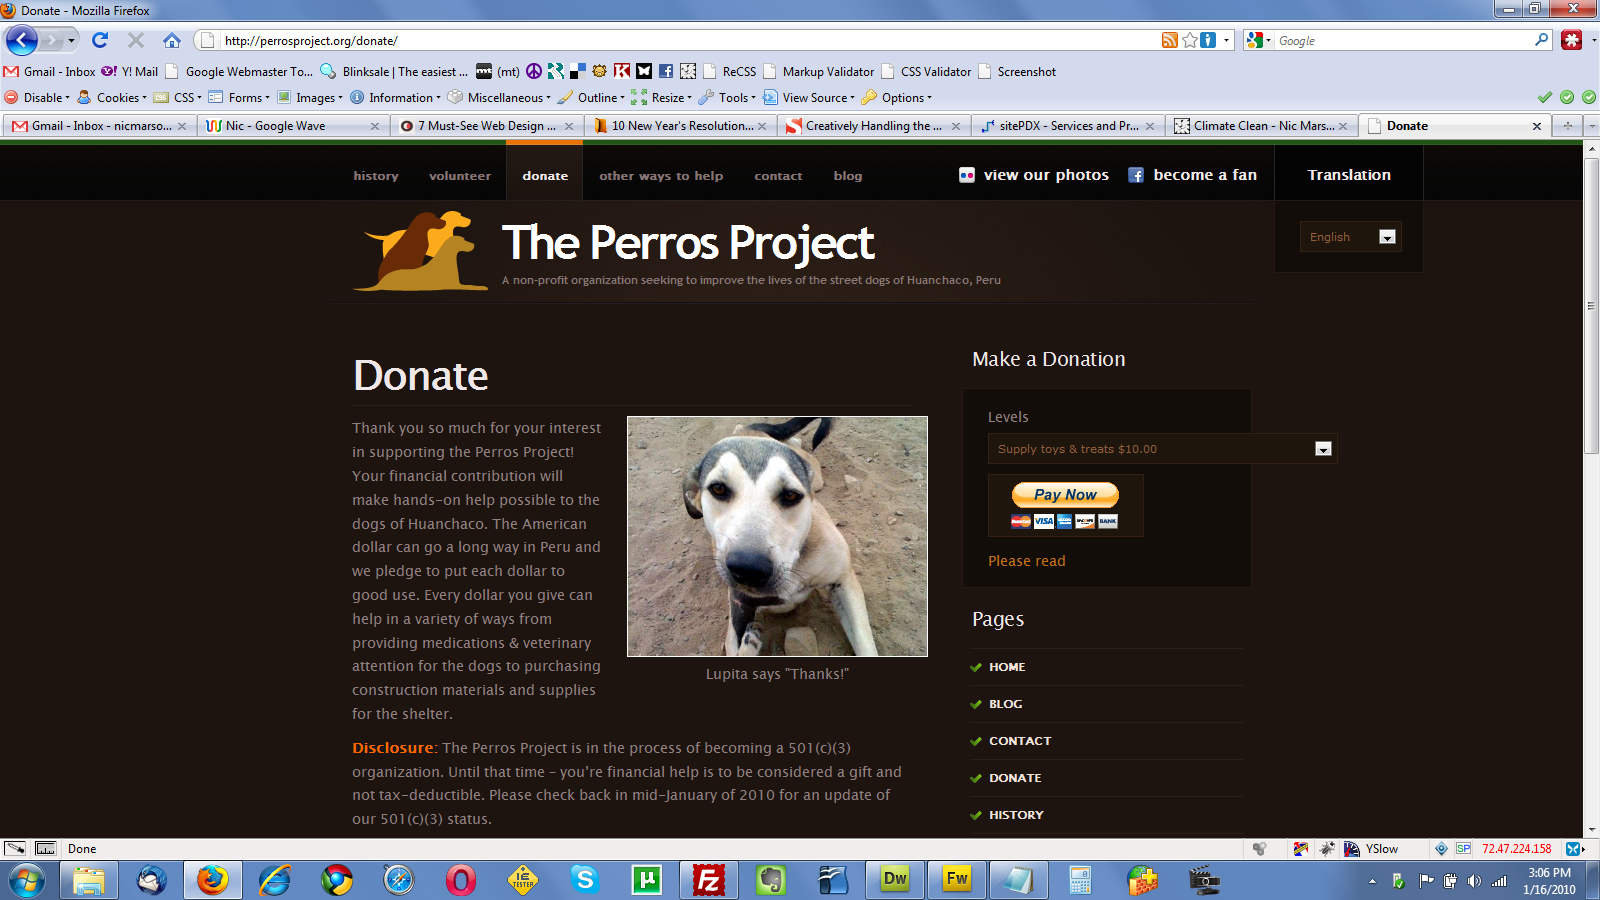 Donate - Mozilla Firefox
http://perrosproject.org/donate/
Google
Gmail - Inbox
Y! Mail
Google Webmaster To...
Blinksale | The easiest ...
(mt)
ReCSS
Markup Validator
CSS Validator
Screenshot
Disable
Cookies
CSS
Forms
Images
Information
Miscellaneous
Outline
Resize
Tools
View Source
Options
Gmail - Inbox - nicmarso...
Nic - Google Wave
7 Must-See Web Design ...
10 New Year's Resolution...
Creatively Handling the ...
sitePDX - Services and Pr...
Climate Clean - Nic Mars...
Donate
history
volunteer
donate
other ways to help
contact
blog
view our photos
become a fan
Translation
English
The Perros Project
A non-profit organization seeking to improve the lives of the street dogs of Huanchaco, Peru
Donate
Thank you so much for your interest
in supporting the Perros Project!
Your financial contribution will
make hands-on help possible to the
dogs of Huanchaco. The American
dollar can go a long way in Peru and
we pledge to put each dollar to
good use. Every dollar you give can
help in a variety of ways from
providing medications & veterinary
attention for the dogs to purchasing
construction materials and supplies
for the shelter.
Lupita says "Thanks!"
Disclosure: The Perros Project is in the process of becoming a 501(c)(3)
organization. Until that time – you're financial help is to be considered a gift and
not tax-deductible. Please check back in mid-January of 2010 for an update of
our 501(c)(3) status.
Make a Donation
Levels
Supply toys & treats $10.00
Pay Now
VISA
BANK
Please read
Pages
HOME
BLOG
CONTACT
DONATE
HISTORY
Done
YSlow
SP
72.47.224.158
IE
TESTER
Dw
Fw
3:06 PM
1/16/2010